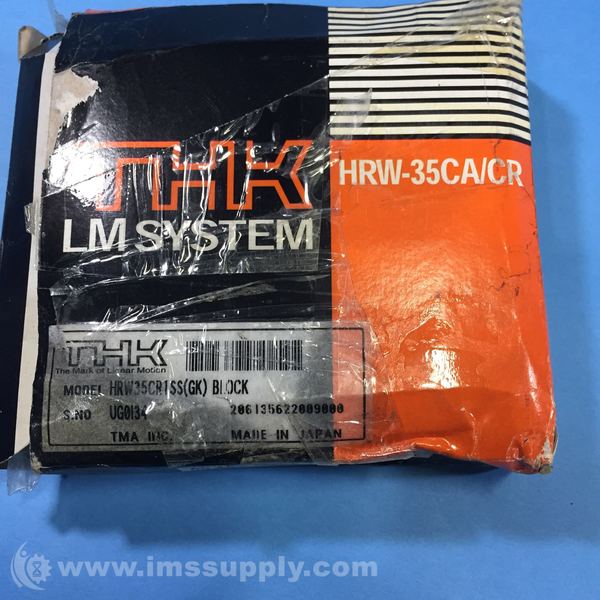 THK
LM SYSTEM
HRW-35CA/CR
THK
The Mark of Linear Motion
MODEL HRW35CR1SS(GK) BLOCK
S.NO UG0134 206135622009000
TMA INC. MADE IN JAPAN
www.imssupply.com